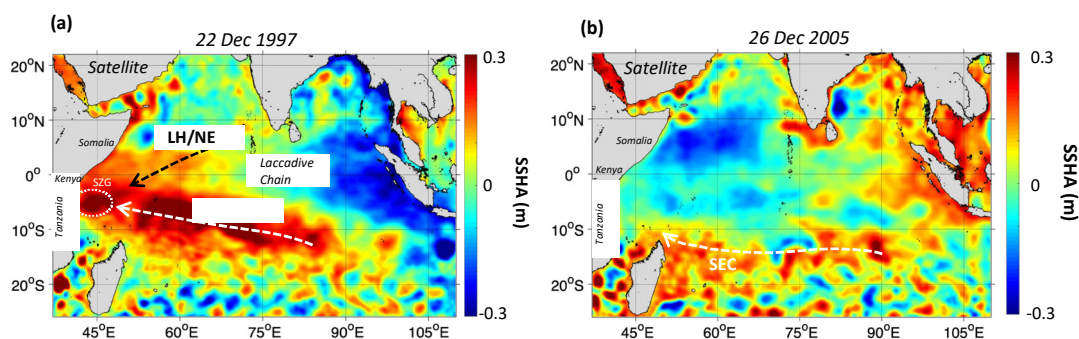 (a)
22 Dec 1997
Satellite
20°N
10°N
0°
10°S
20°S
45°E
60°E
75°E
90°E
105°E
Somalia
Kenya
Tanzania
SZG
LH/NE
Laccadive
Chain
0.3
0
-0.3
SSHA (m)
(b)
26 Dec 2005
Satellite
20°N
10°N
0°
10°S
20°S
45°E
60°E
75°E
90°E
105°E
Somalia
Kenya
Tanzania
SEC
0.3
0
-0.3
SSHA (m)